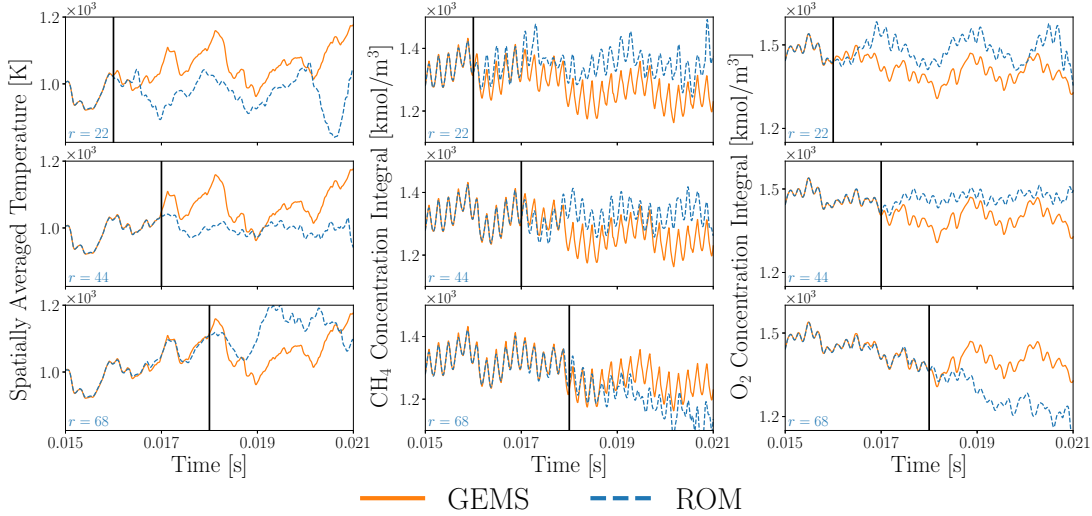 ×10³
×10³
×10³
1.2
1.0
r = 22
1.4
1.2
r = 22
1.5
1.2
r = 22
×10³
×10³
×10³
1.2
1.0
r = 44
1.4
1.2
r = 44
1.5
1.2
r = 44
×10³
×10³
×10³
1.2
1.0
r = 68
1.4
1.2
r = 68
1.5
1.2
r = 68
Spatially Averaged Temperature [K]
CH₄ Concentration Integral [kmol/m³]
O₂ Concentration Integral [kmol/m³]
0.015 0.017 0.019 0.021
0.015 0.017 0.019 0.021
0.015 0.017 0.019 0.021
Time [s]
Time [s]
Time [s]
GEMS
ROM